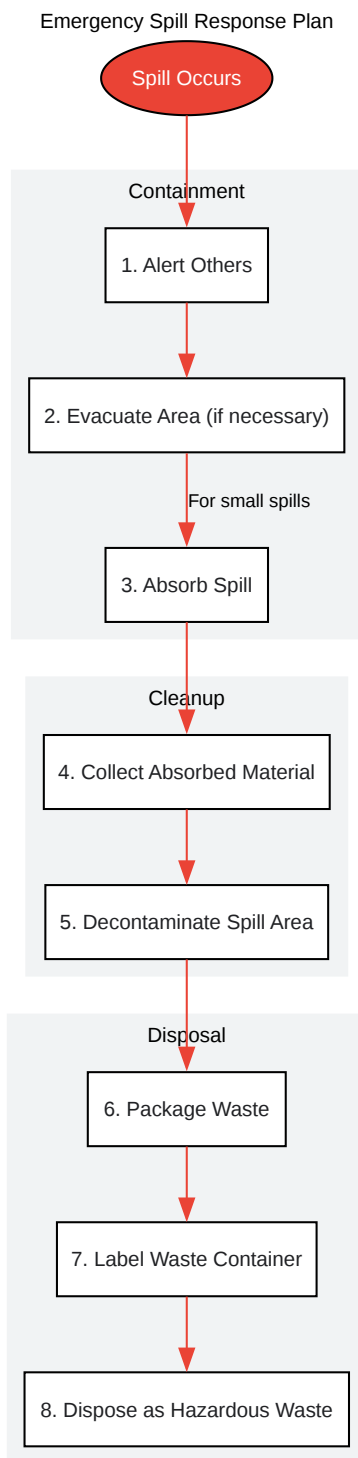 Emergency Spill Response Plan
Spill Occurs
Containment
1. Alert Others
2. Evacuate Area (if necessary)
For small spills
3. Absorb Spill
Cleanup
4. Collect Absorbed Material
5. Decontaminate Spill Area
Disposal
6. Package Waste
7. Label Waste Container
8. Dispose as Hazardous Waste